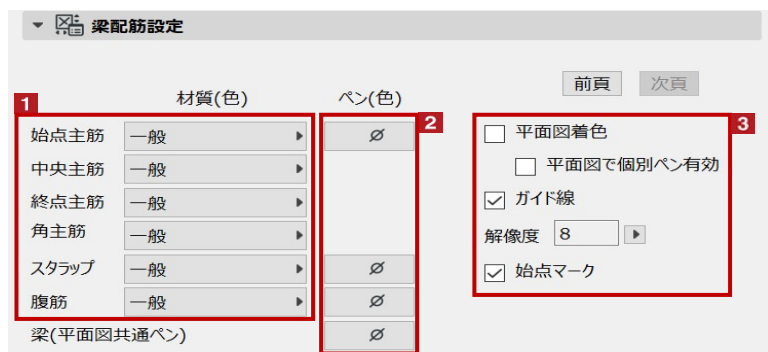 梁配筋設定
前頁 次頁
材質(色) ペン(色)
1
2
3
始点主筋 一般 Ø
中央主筋 一般
終点主筋 一般
角主筋 一般
スタラップ 一般 Ø
腹筋 一般 Ø
梁(平面図共通ペン) Ø
平面図着色
平面図で個別ペン有効
ガイド線
解像度 8
始点マーク